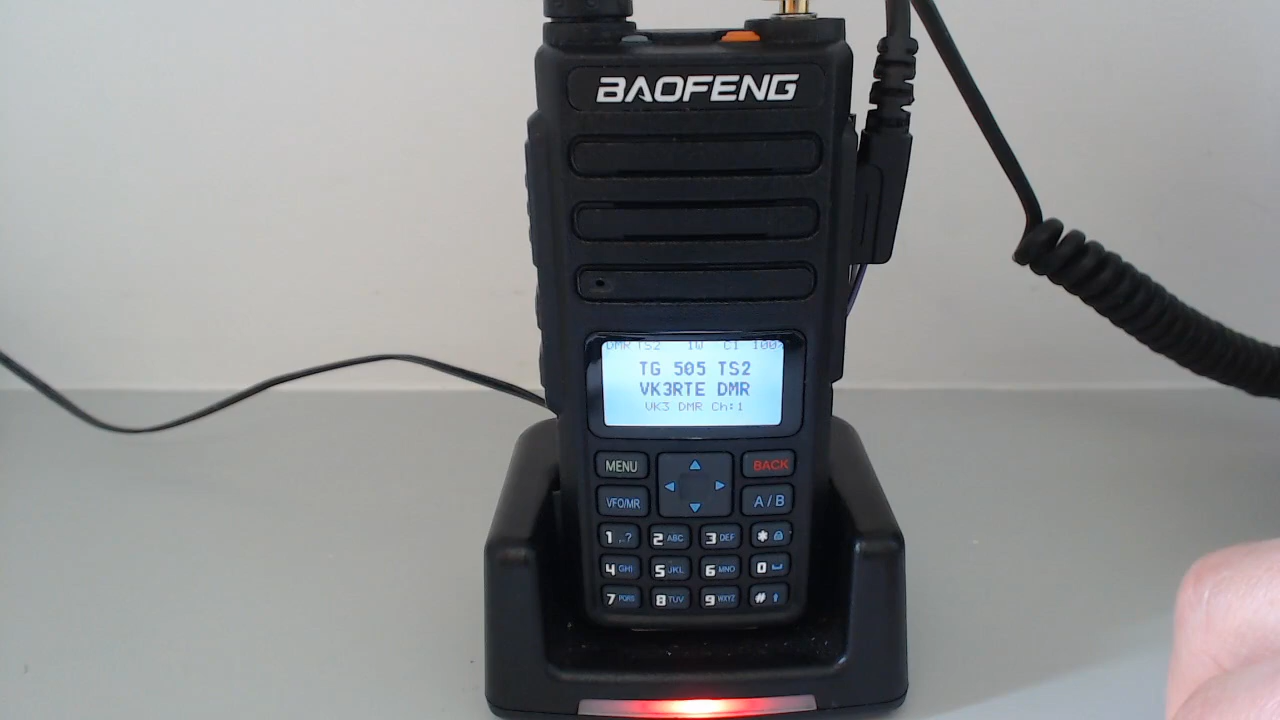 BAOFENG
DMR TS2 1W C1 100%
TG 505 TS2
VK3RTE DMR
VK3 DMR Ch:1
MENU BACK
VFO/MR A/B
1 ,.? 2 ABC 3 DEF *
4 GHI 5 JKL 6 MNO 0
7 PQRS 8 TUV 9 WXYZ #